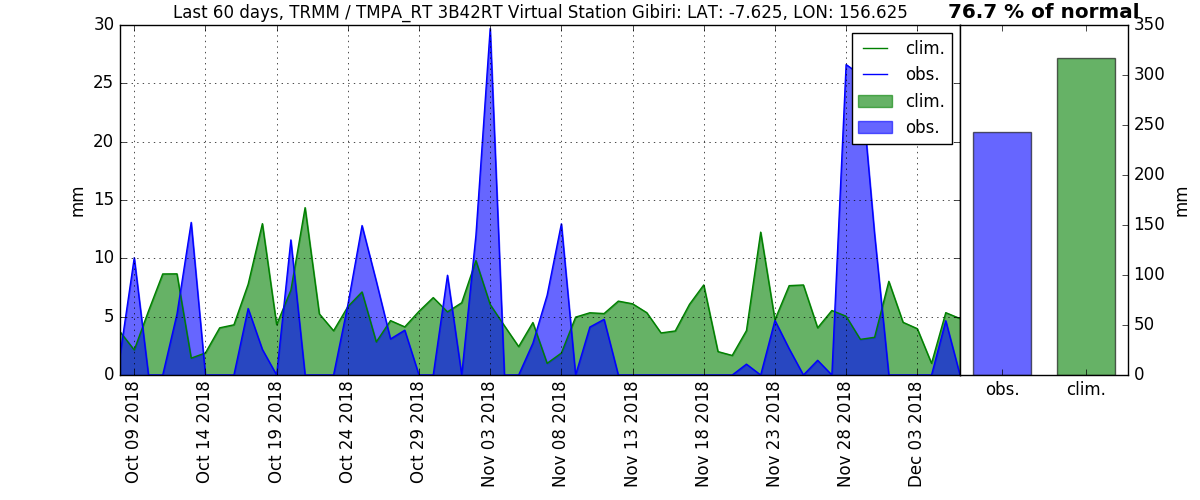 Last 60 days, TRMM / TMPA_RT 3B42RT Virtual Station Gibiri: LAT: -7.625, LON: 156.625
76.7 % of normal
30
25
20
15
10
5
0
mm
clim.
obs.
clim.
obs.
350
300
250
200
150
100
50
0
mm
obs.
clim.
Oct 09 2018
Oct 14 2018
Oct 19 2018
Oct 24 2018
Oct 29 2018
Nov 03 2018
Nov 08 2018
Nov 13 2018
Nov 18 2018
Nov 23 2018
Nov 28 2018
Dec 03 2018